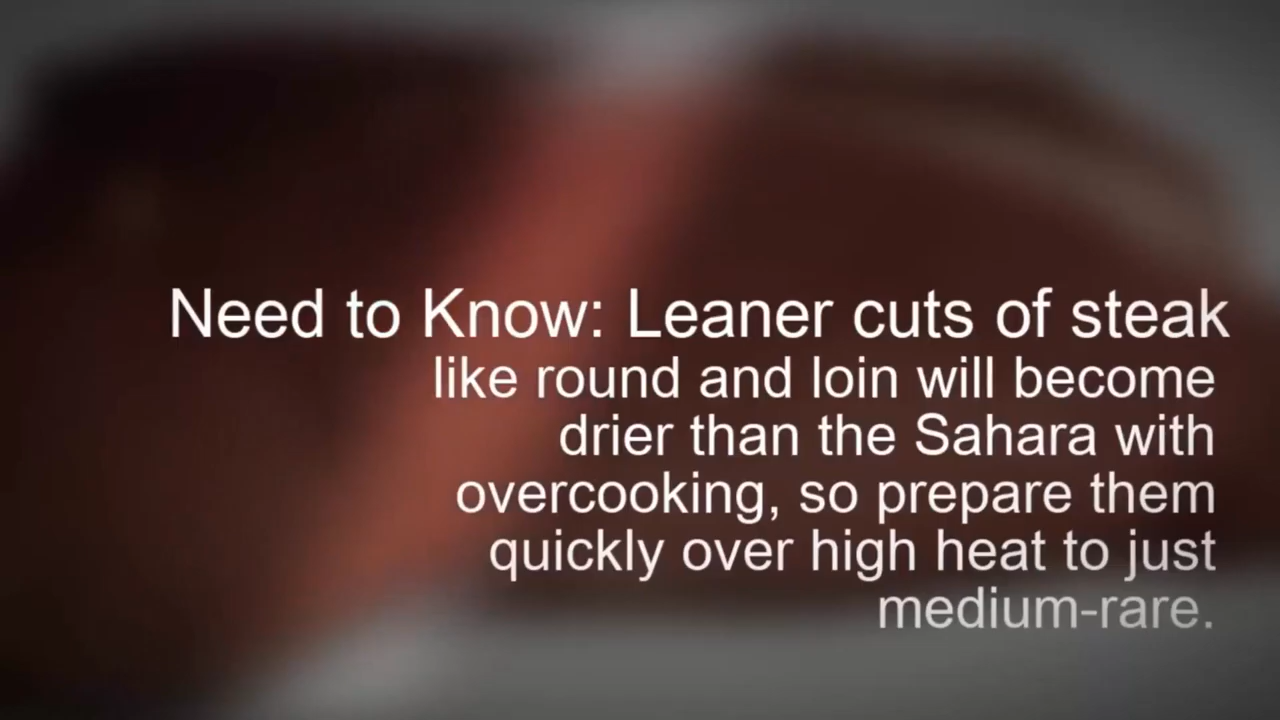 Need to Know: Leaner cuts of steak
like round and loin will become
drier than the Sahara with
overcooking, so prepare them
quickly over high heat to just
medium-rare.